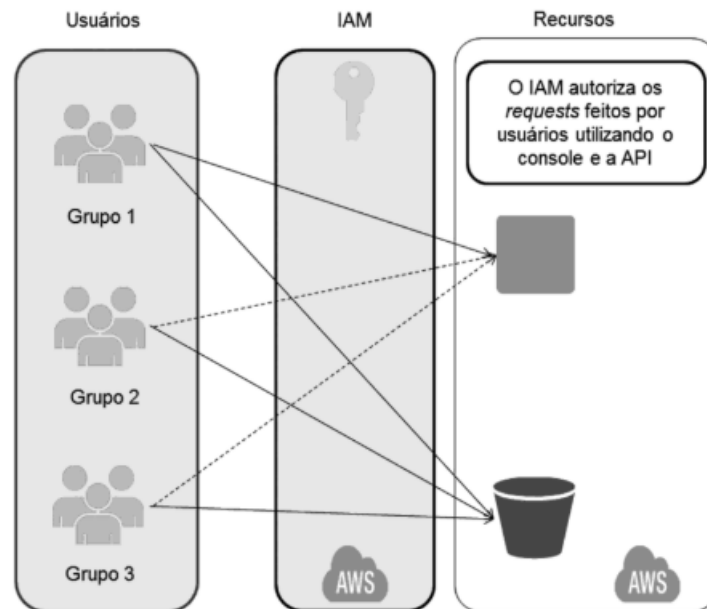 Usuários
IAM
Recursos
O IAM autoriza os
requests feitos por
usuários utilizando o
console e a API
Grupo 1
Grupo 2
Grupo 3
AWS
AWS